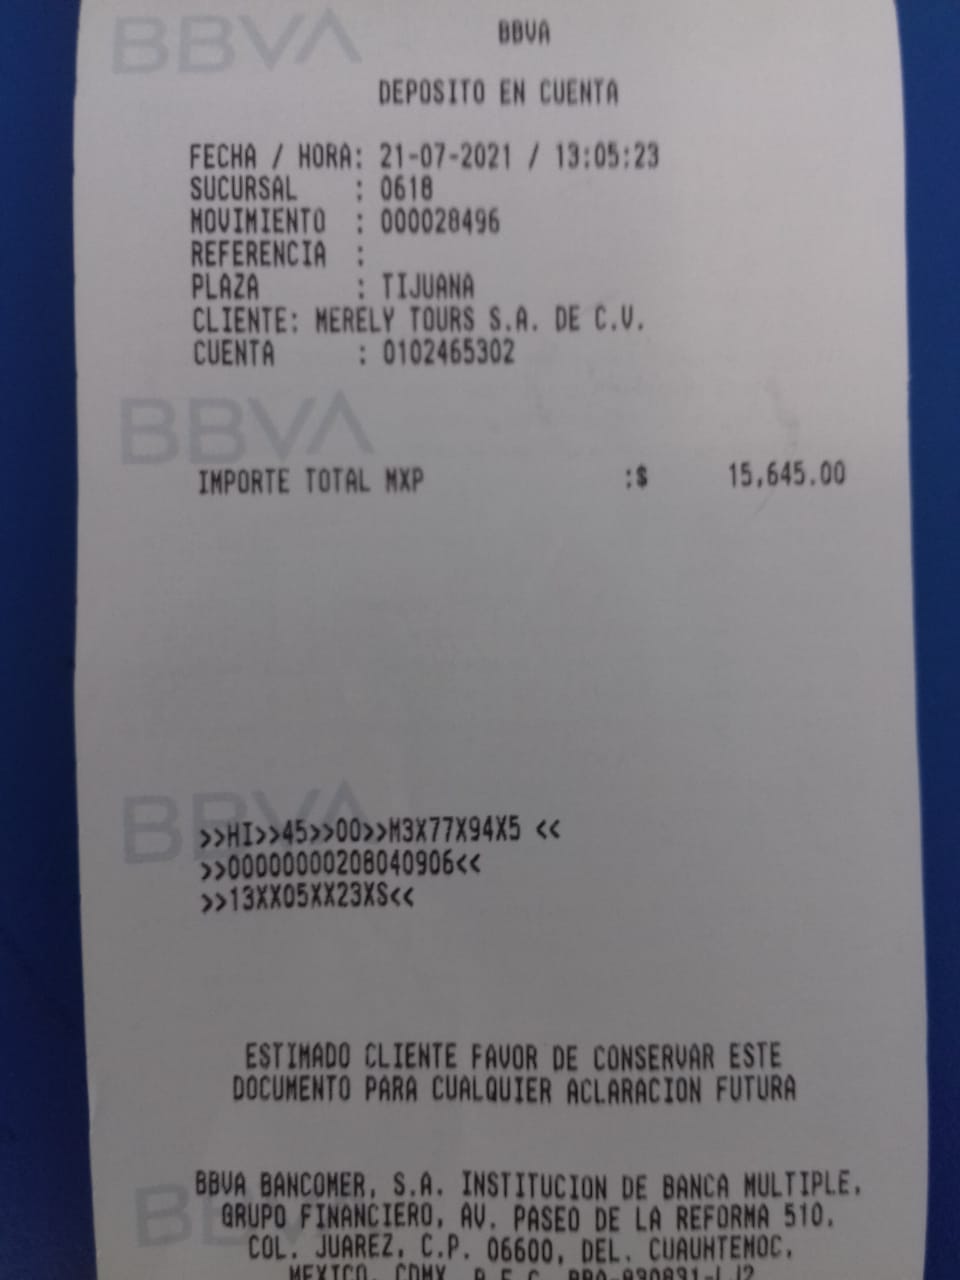 BBVA
BBVA
DEPOSITO EN CUENTA
FECHA / HORA: 21-07-2021 / 13:05:23
SUCURSAL : 0618
MOVIMIENTO : 000028496
REFERENCIA :
PLAZA : TIJUANA
CLIENTE: MERELY TOURS S.A. DE C.V.
CUENTA : 0102465302
BBVA
IMPORTE TOTAL MXP :$ 15,645.00
BBVA
>>HI>>45>>00>>M3X77X94X5 <<
>>00000000208040906<<
>>13XX05XX23XS<<
ESTIMADO CLIENTE FAVOR DE CONSERVAR ESTE
DOCUMENTO PARA CUALQUIER ACLARACION FUTURA
BBVA BANCOMER, S.A. INSTITUCION DE BANCA MULTIPLE,
GRUPO FINANCIERO, AV. PASEO DE LA REFORMA 510,
COL. JUAREZ, C.P. 06600, DEL. CUAUHTEMOC,
MEXICO, CDMX